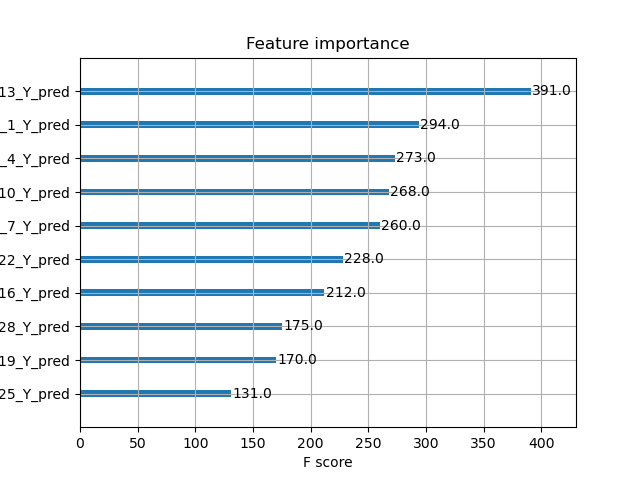 Feature importance
13_Y_pred 391.0
_1_Y_pred 294.0
_4_Y_pred 273.0
10_Y_pred 268.0
_7_Y_pred 260.0
22_Y_pred 228.0
16_Y_pred 212.0
28_Y_pred 175.0
19_Y_pred 170.0
25_Y_pred 131.0
0 50 100 150 200 250 300 350 400
F score